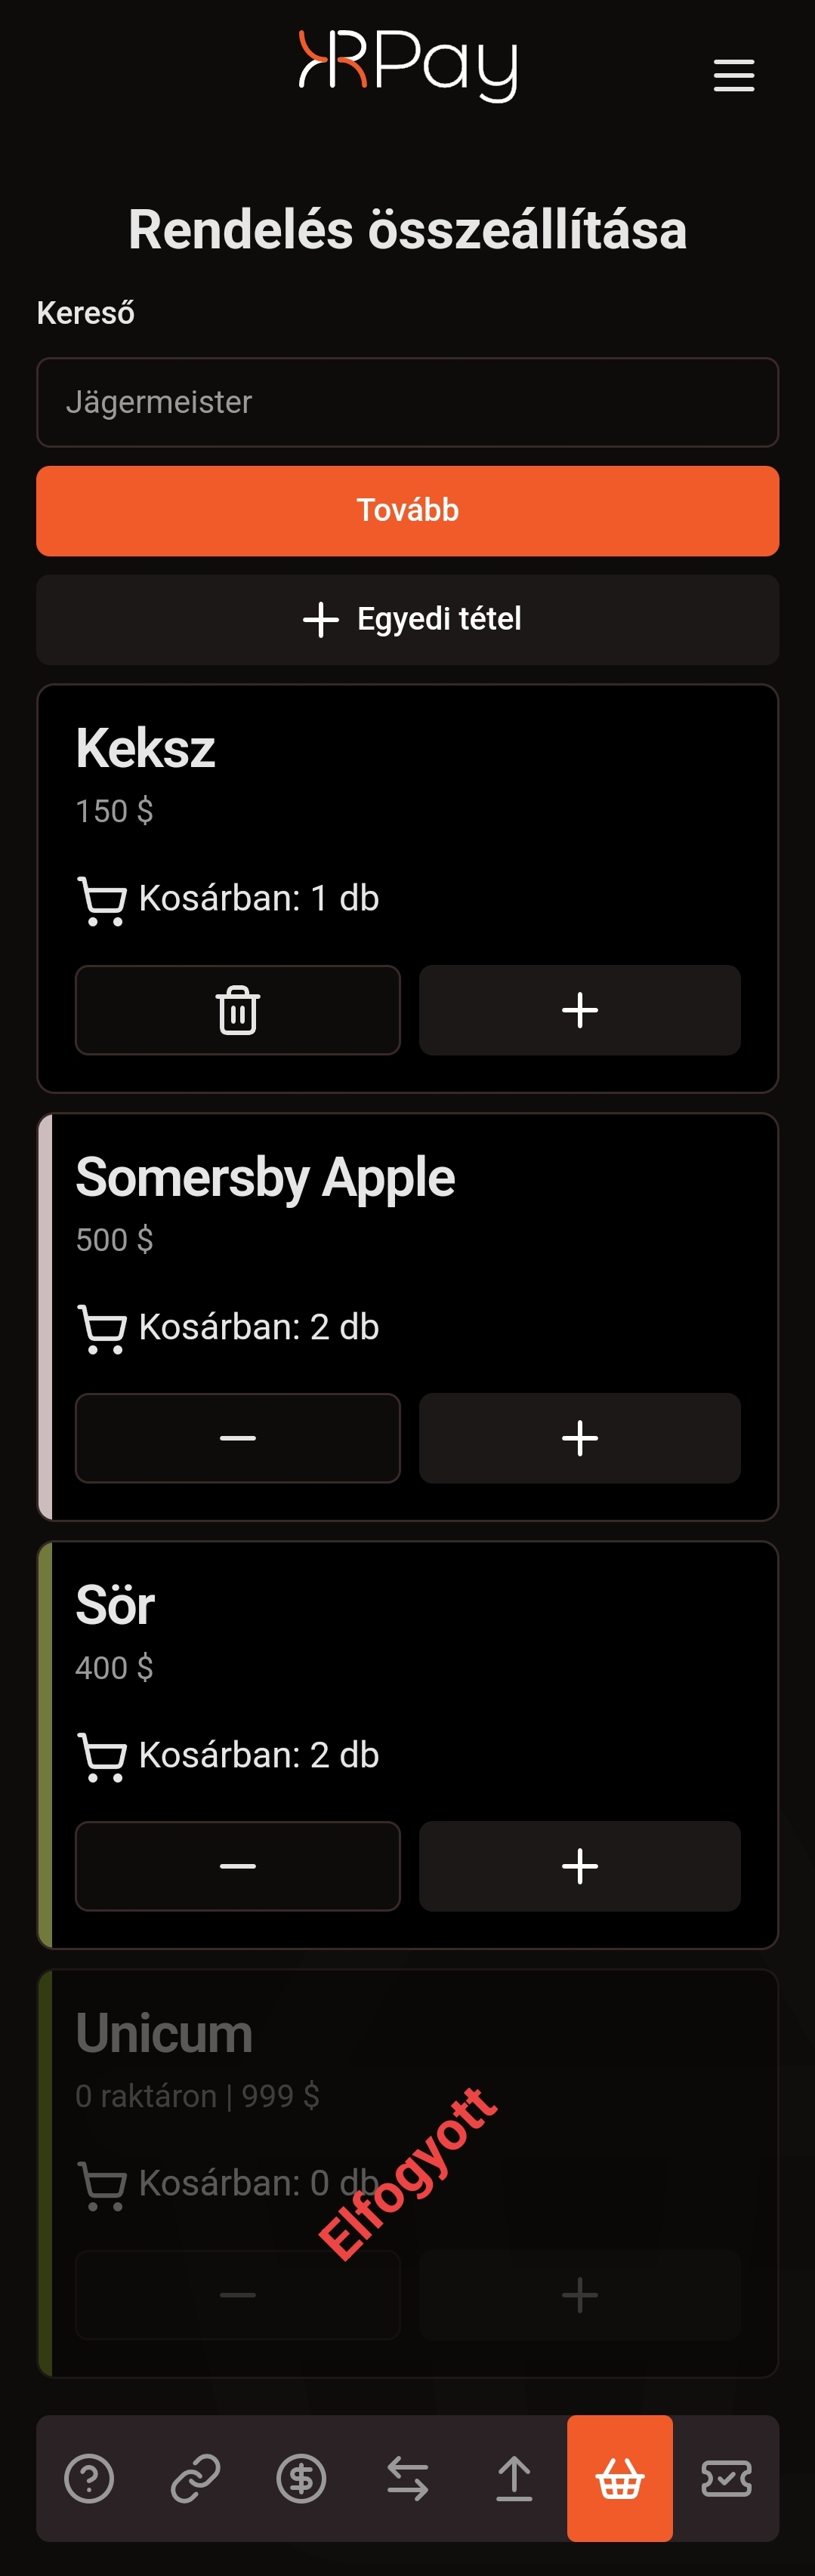 RPay
Rendelés összeállítása
Kereső
Jägermeister
Tovább
Egyedi tétel
Keksz
150 $
Kosárban: 1 db
Somersby Apple
500 $
Kosárban: 2 db
Sör
400 $
Kosárban: 2 db
Unicum
0 raktáron | 999 $
Kosárban: 0 db
Elfogyott